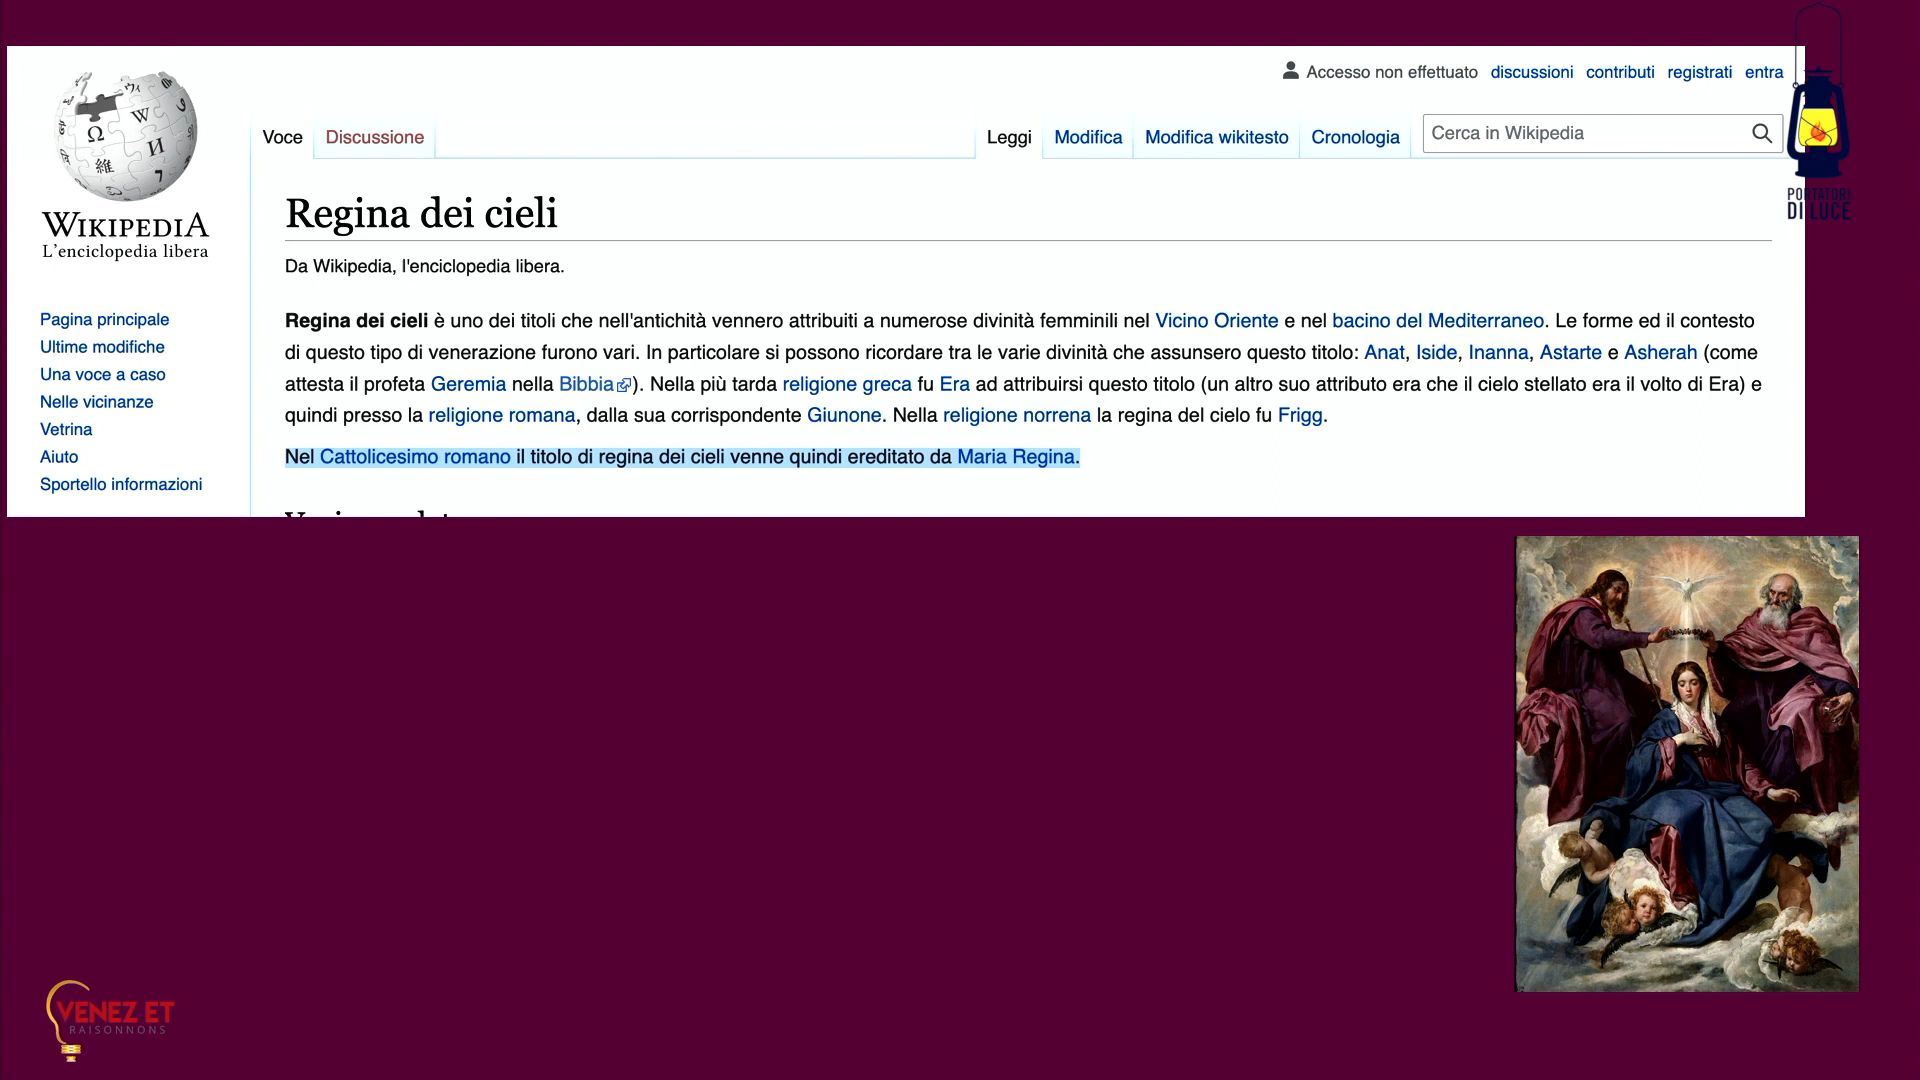 Accesso non effettuato discussioni contributi registrati entra
Voce Discussione Leggi Modifica Modifica wikitesto Cronologia Cerca in Wikipedia
PORTATORI
DI LUCE
WIKIPEDIA
L'enciclopedia libera
Pagina principale
Ultime modifiche
Una voce a caso
Nelle vicinanze
Vetrina
Aiuto
Sportello informazioni
Regina dei cieli
Da Wikipedia, l'enciclopedia libera.
Regina dei cieli è uno dei titoli che nell'antichità vennero attribuiti a numerose divinità femminili nel Vicino Oriente e nel bacino del Mediterraneo. Le forme ed il contesto
di questo tipo di venerazione furono vari. In particolare si possono ricordare tra le varie divinità che assunsero questo titolo: Anat, Iside, Inanna, Astarte e Asherah (come
attesta il profeta Geremia nella Bibbia). Nella più tarda religione greca fu Era ad attribuirsi questo titolo (un altro suo attributo era che il cielo stellato era il volto di Era) e
quindi presso la religione romana, dalla sua corrispondente Giunone. Nella religione norrena la regina del cielo fu Frigg.
Nel Cattolicesimo romano il titolo di regina dei cieli venne quindi ereditato da Maria Regina.
VENEZ ET
RAISONNONS